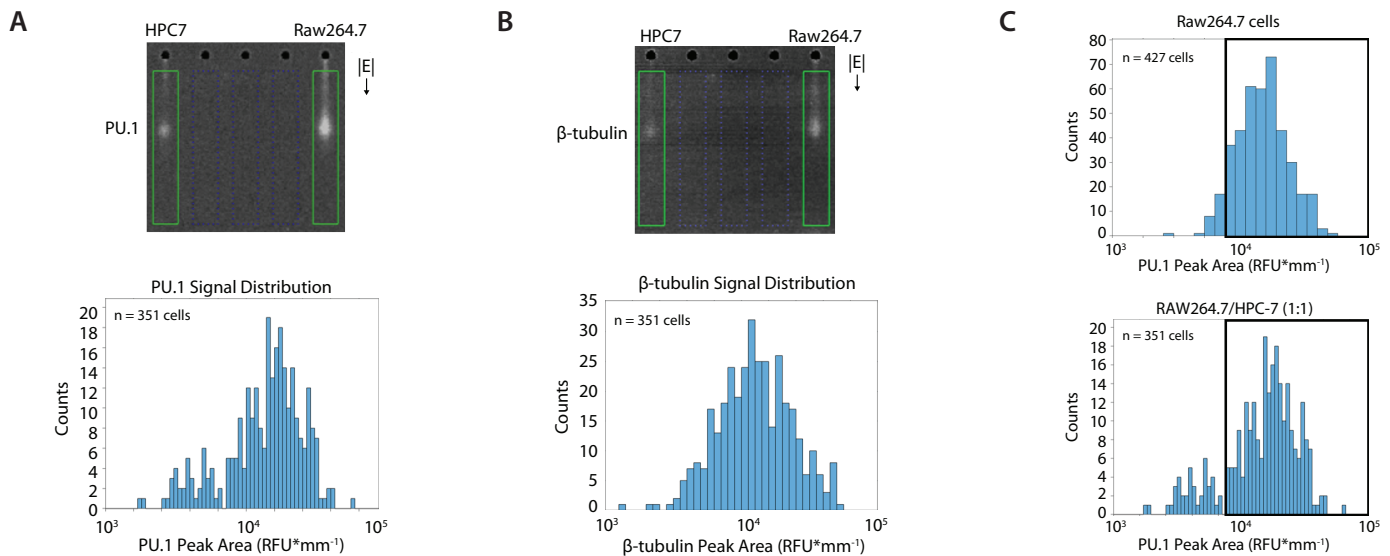 A
HPC7 Raw264.7
|E|
PU.1
PU.1 Signal Distribution
n = 351 cells
Counts
20
18
16
14
12
10
8
6
4
2
0
10³ 10⁴ 10⁵
PU.1 Peak Area (RFU*mm⁻¹)
B
HPC7 Raw264.7
|E|
β-tubulin
β-tubulin Signal Distribution
n = 351 cells
Counts
35
30
25
20
15
10
5
0
10³ 10⁴ 10⁵
β-tubulin Peak Area (RFU*mm⁻¹)
C
Raw264.7 cells
n = 427 cells
Counts
80
70
60
50
40
30
20
10
0
10³ 10⁴ 10⁵
PU.1 Peak Area (RFU*mm⁻¹)
RAW264.7/HPC-7 (1:1)
n = 351 cells
Counts
20
18
16
14
12
10
8
6
4
2
0
10³ 10⁴ 10⁵
PU.1 Peak Area (RFU*mm⁻¹)